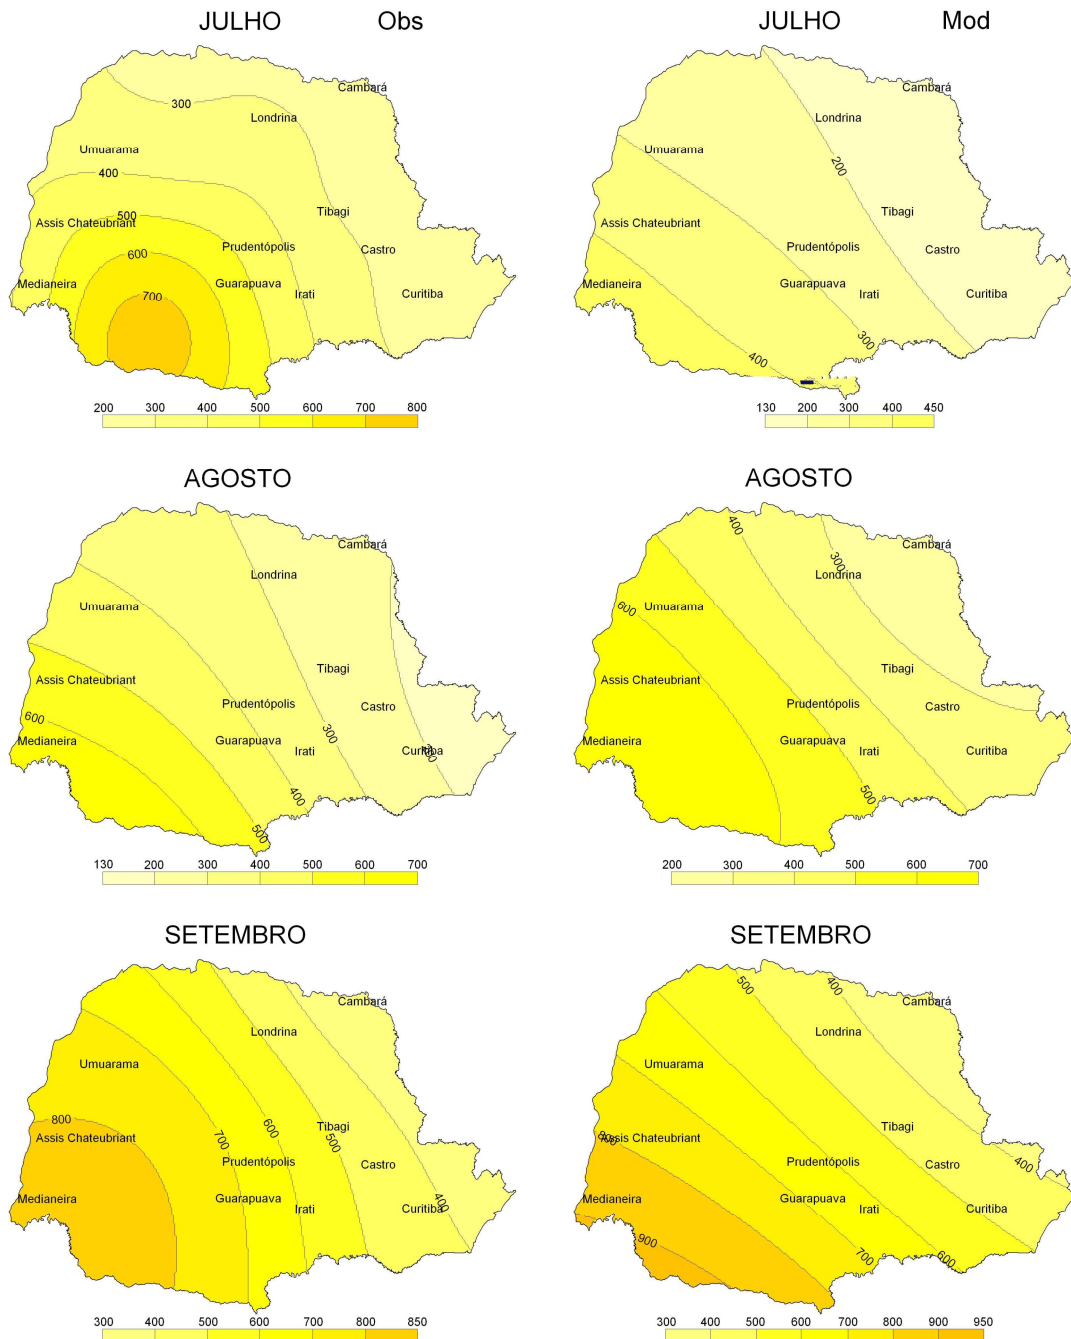 JULHO Obs
Cambará
300
Londrina
Umuarama
400
Tibagi
500
Assis Chateubriant
Prudentópolis
Castro
600
Medianeira
Guarapuava
Irati
Curitiba
700
200 300 400 500 600 700 800
JULHO Mod
Cambará
Londrina
Umuarama
200
Tibagi
Assis Chateubriant
Prudentópolis
Castro
Medianeira
Guarapuava
Irati
Curitiba
300
400
130 200 300 400 450
AGOSTO
Cambará
Londrina
Umuarama
Tibagi
Assis Chateubriant
Prudentópolis
Castro
600
300
Medianeira
Guarapuava
Irati
Curitiba
400
500
130 200 300 400 500 600 700
AGOSTO
400
Cambará
300
Londrina
600
Umuarama
Tibagi
Assis Chateubriant
Prudentópolis
Castro
Medianeira
Guarapuava
Irati
Curitiba
500
200 300 400 500 600 700
SETEMBRO
Cambará
Londrina
Umuarama
800
600
Tibagi
Assis Chateubriant
700
500
Prudentópolis
Castro
Medianeira
Guarapuava
400
Irati
Curitiba
300 400 500 600 700 800 850
SETEMBRO
500
400
Cambará
Londrina
Umuarama
Tibagi
800
Assis Chateubriant
Prudentópolis
Castro
400
Medianeira
Guarapuava
Irati
Curitiba
900
700
600
300 400 500 600 700 800 900 950